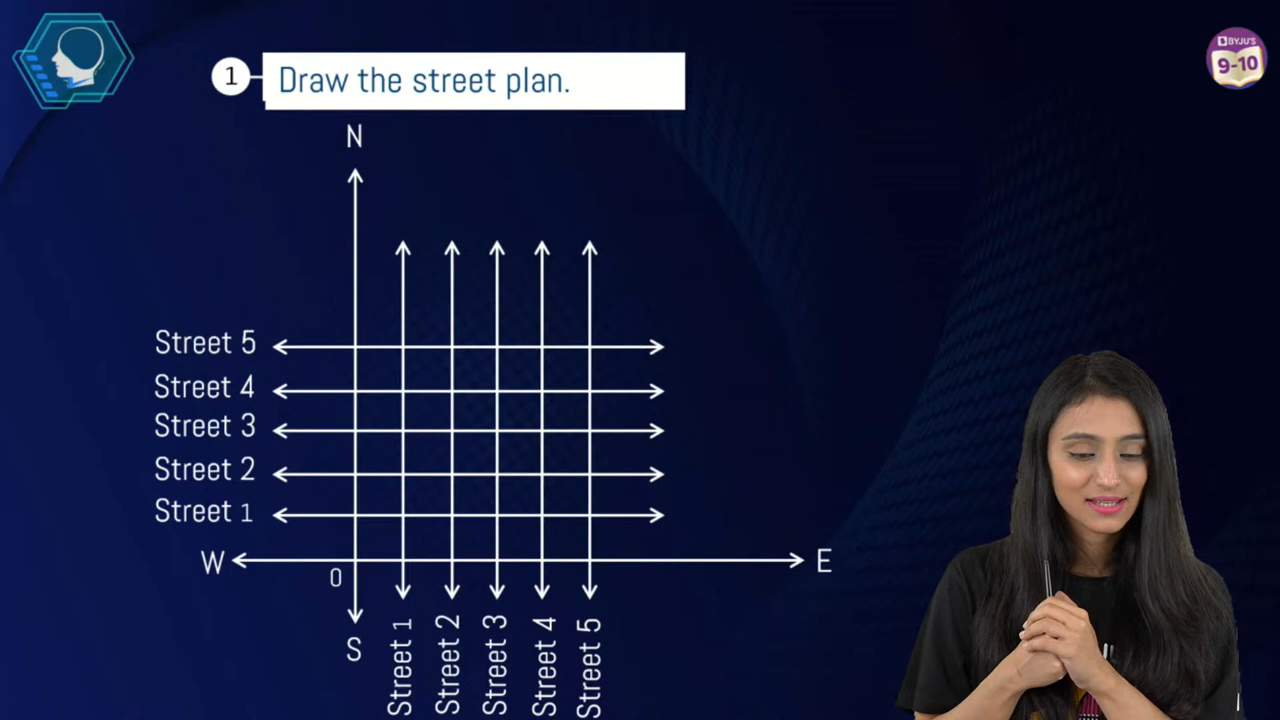 BYJU'S
9-10
1
Draw the street plan.
N
Street 5
Street 4
Street 3
Street 2
Street 1
W
E
0
S
Street 1
Street 2
Street 3
Street 4
Street 5